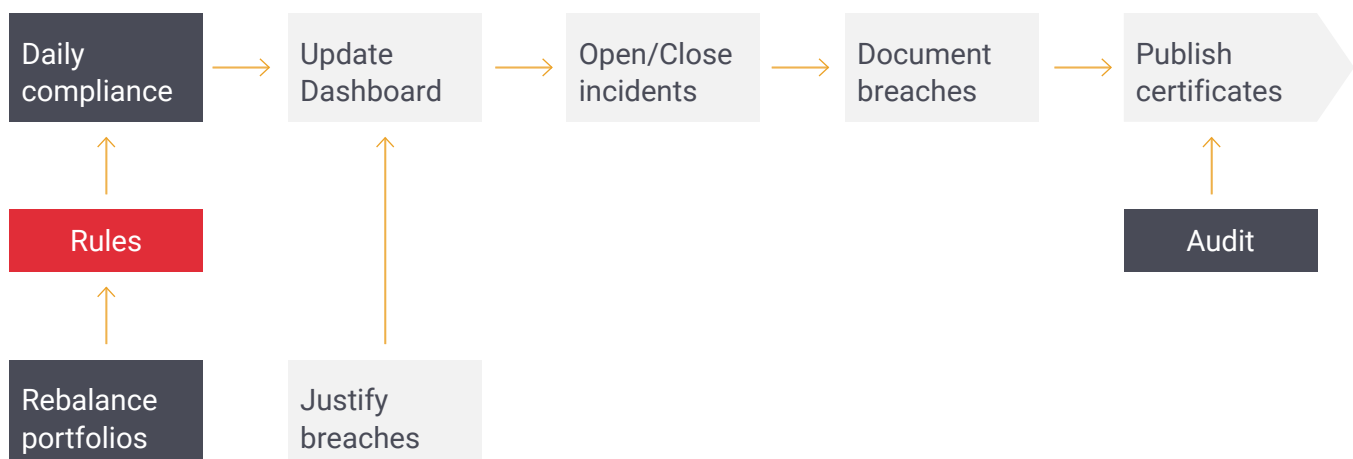 Daily
compliance
Update
Dashboard
Open/Close
incidents
Document
breaches
Publish
certificates
Rules
Audit
Rebalance
portfolios
Justify
breaches